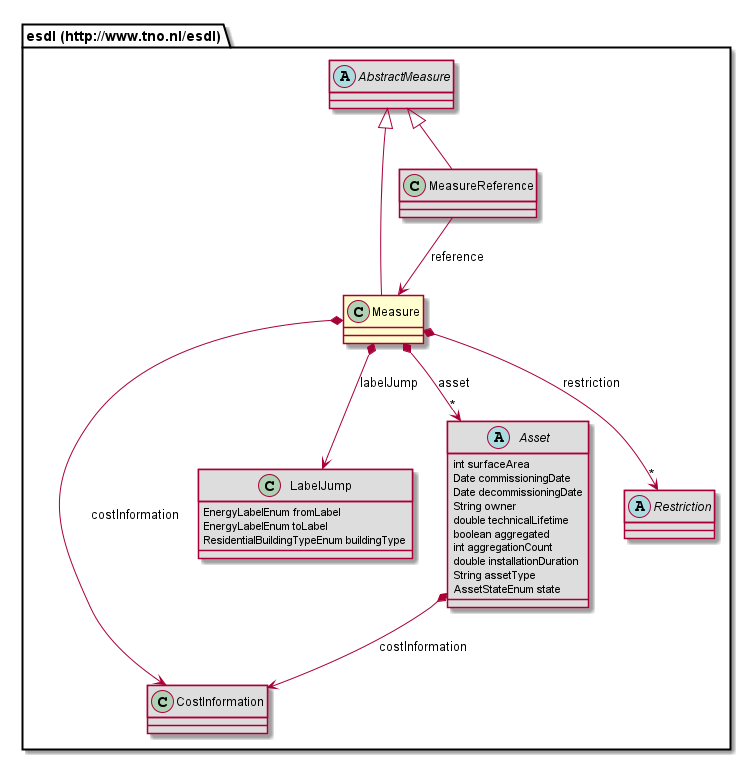 esdl (http://www.tno.nl/esdl)
A AbstractMeasure
C MeasureReference
reference
C Measure
labelJump
asset
restriction
*
*
A Asset
int surfaceArea
Date commissioningDate
Date decommissioningDate
String owner
double technicalLifetime
boolean aggregated
int aggregationCount
double installationDuration
String assetType
AssetStateEnum state
C LabelJump
EnergyLabelEnum fromLabel
EnergyLabelEnum toLabel
ResidentialBuildingTypeEnum buildingType
A Restriction
costInformation
costInformation
C CostInformation